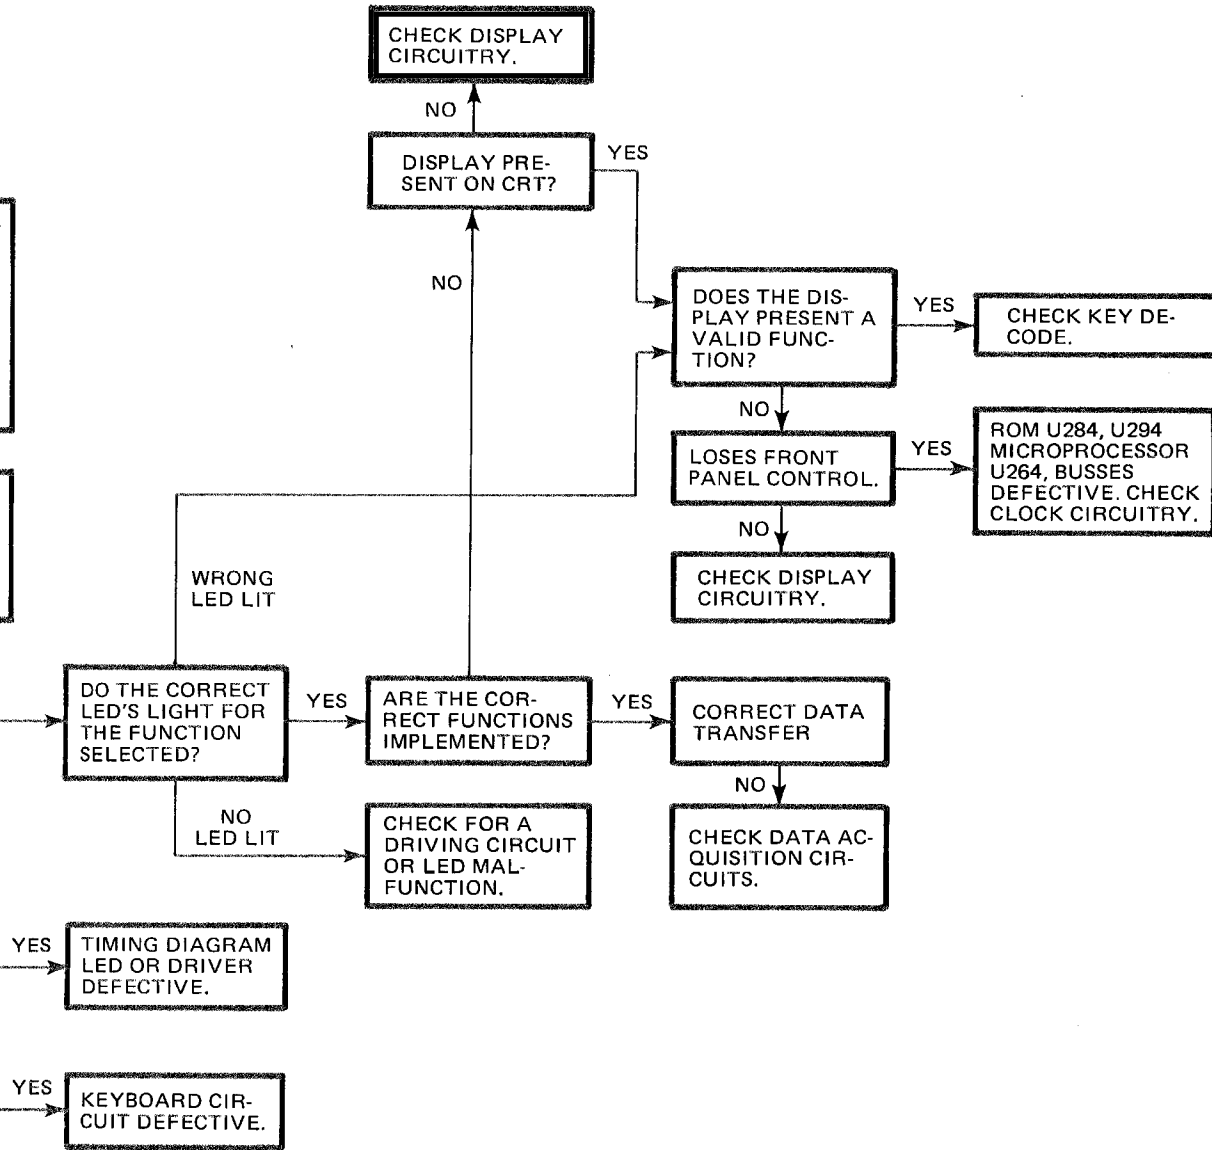 CHECK DISPLAY
CIRCUITRY.
NO
DISPLAY PRE-
SENT ON CRT?
YES
NO
DOES THE DIS-
PLAY PRESENT A
VALID FUNC-
TION?
YES
CHECK KEY DE-
CODE.
NO
LOSES FRONT
PANEL CONTROL.
YES
ROM U284, U294
MICROPROCESSOR
U264, BUSSES
DEFECTIVE. CHECK
CLOCK CIRCUITRY.
NO
CHECK DISPLAY
CIRCUITRY.
WRONG
LED LIT
DO THE CORRECT
LED'S LIGHT FOR
THE FUNCTION
SELECTED?
YES
ARE THE COR-
RECT FUNCTIONS
IMPLEMENTED?
YES
CORRECT DATA
TRANSFER
NO
CHECK DATA AC-
QUISITION CIR-
CUITS.
NO
LED LIT
CHECK FOR A
DRIVING CIRCUIT
OR LED MAL-
FUNCTION.
YES
TIMING DIAGRAM
LED OR DRIVER
DEFECTIVE.
YES
KEYBOARD CIR-
CUIT DEFECTIVE.